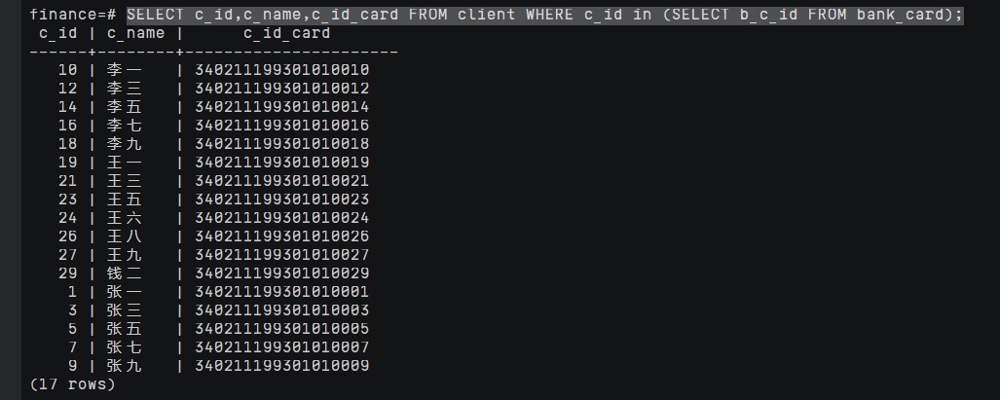 finance=# SELECT c_id,c_name,c_id_card FROM client WHERE c_id in (SELECT b_c_id FROM bank_card);
 c_id | c_name |      c_id_card
------+--------+----------------------
   10 | 李一   | 340211199301010010
   12 | 李三   | 340211199301010012
   14 | 李五   | 340211199301010014
   16 | 李七   | 340211199301010016
   18 | 李九   | 340211199301010018
   19 | 王一   | 340211199301010019
   21 | 王三   | 340211199301010021
   23 | 王五   | 340211199301010023
   24 | 王六   | 340211199301010024
   26 | 王八   | 340211199301010026
   27 | 王九   | 340211199301010027
   29 | 钱二   | 340211199301010029
    1 | 张一   | 340211199301010001
    3 | 张三   | 340211199301010003
    5 | 张五   | 340211199301010005
    7 | 张七   | 340211199301010007
    9 | 张九   | 340211199301010009
(17 rows)